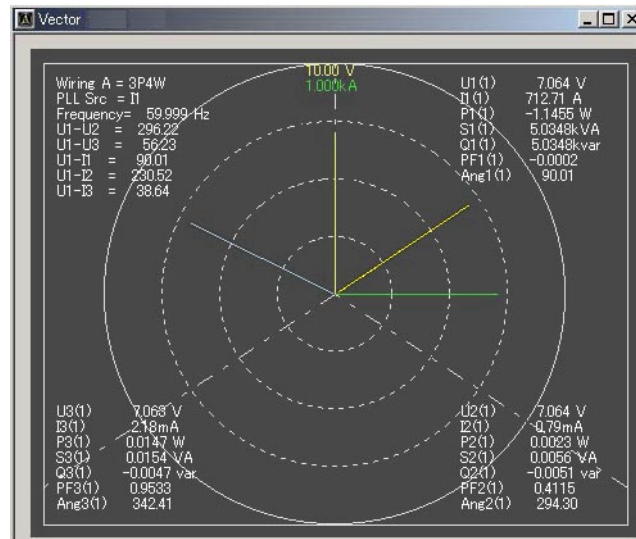 Vector
10.00 V
1.000kA
Wiring A = 3P4W
PLL Src = I1
Frequency= 59.999 Hz
U1-U2 = 296.22
U1-U3 = 56.23
U1-I1 = 90.01
U1-I2 = 230.52
U1-I3 = 38.64
U1(1) 7.064 V
I1(1) 712.71 A
P1(1) -1.1455 W
S1(1) 5.0348kVA
Q1(1) 5.0348kvar
PF1(1) -0.0002
Ang1(1) 90.01
U3(1) 7.063 V
I3(1) 2.18mA
P3(1) 0.0147 W
S3(1) 0.0154 VA
Q3(1) -0.0047 var
PF3(1) 0.9533
Ang3(1) 342.41
U2(1) 7.064 V
I2(1) 0.79mA
P2(1) 0.0023 W
S2(1) 0.0056 VA
Q2(1) -0.0051 var
PF2(1) 0.4115
Ang2(1) 294.30